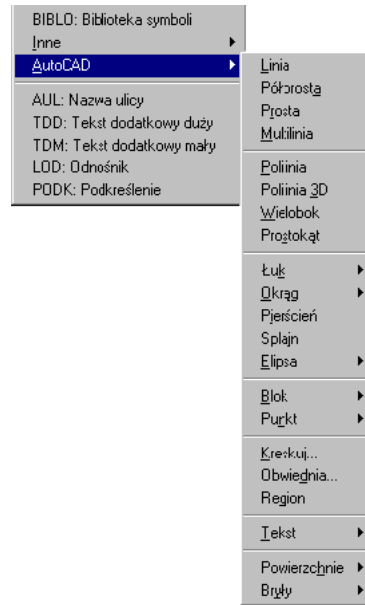 BIBLO: Biblioteka symboli
Inne
AutoCAD
AUL: Nazwa ulicy
TDD: Tekst dodatkowy duży
TDM: Tekst dodatkowy mały
LOD: Odnośnik
PODK: Podkreślenie
Linia
Półprosta
Prosta
Multilinia
Polilinia
Polilinia 3D
Wielobok
Prostokąt
Łuk
Okrąg
Pierścień
Splajn
Elipsa
Blok
Punkt
Kreskuj...
Obwiednia...
Region
Tekst
Powierzchnie
Bryły